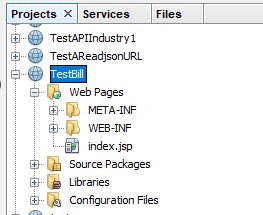 Projects Services Files
TestAPIIndustry1
TestAReadjsonURL
TestBill
Web Pages
META-INF
WEB-INF
index.jsp
Source Packages
Libraries
Configuration Files